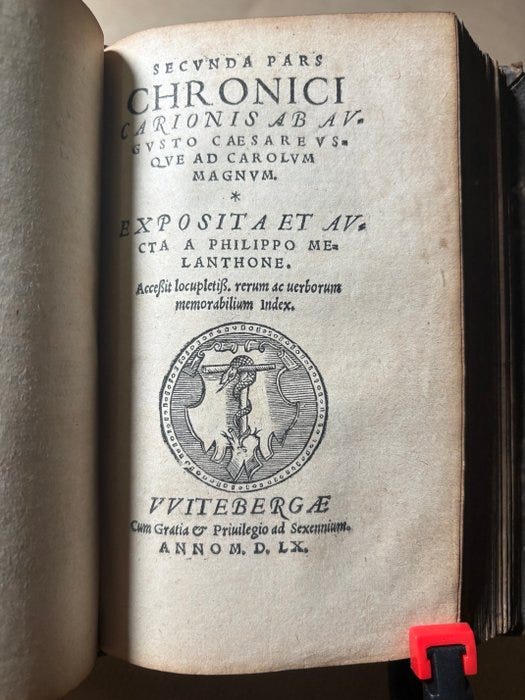 SECVNDA PARS
CHRONICI
CARIONIS AB AV⸗
GVSTO CAESARE VS⸗
QVE AD CAROLVM
MAGNVM.
*
EXPOSITA ET AV⸗
CTA A PHILIPPO ME⸗
LANTHONE.
Acceßit locupletiß. rerum ac uerborum
memorabilium Index.
VVITEBERGÆ
Cum Gratia & Priuilegio ad Sexennium.
ANNO M. D. LX.